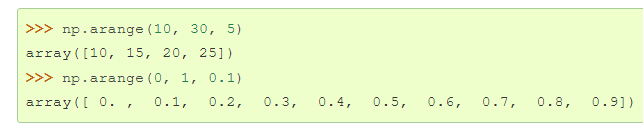 >>> np.arange(10, 30, 5)
array([10, 15, 20, 25])
>>> np.arange(0, 1, 0.1)
array([ 0. ,  0.1,  0.2,  0.3,  0.4,  0.5,  0.6,  0.7,  0.8,  0.9])